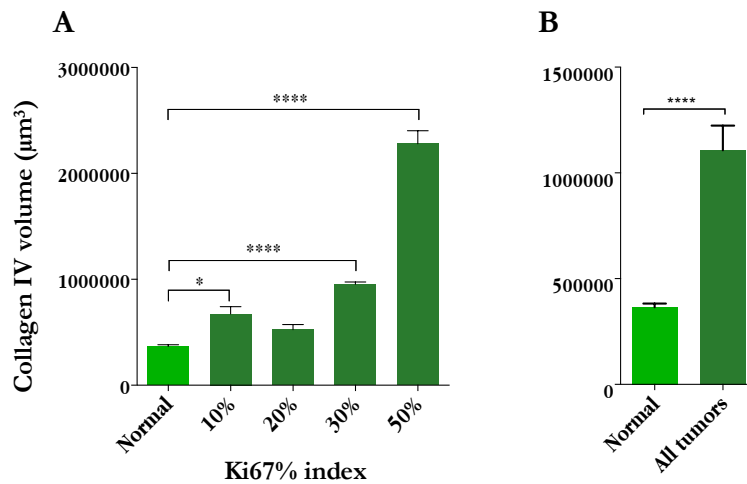 A
Collagen IV volume (µm³)
3000000
2000000
1000000
0
****
****
*
Normal
10%
20%
30%
50%
Ki67% index
B
1500000
1000000
500000
0
****
Normal
All tumors